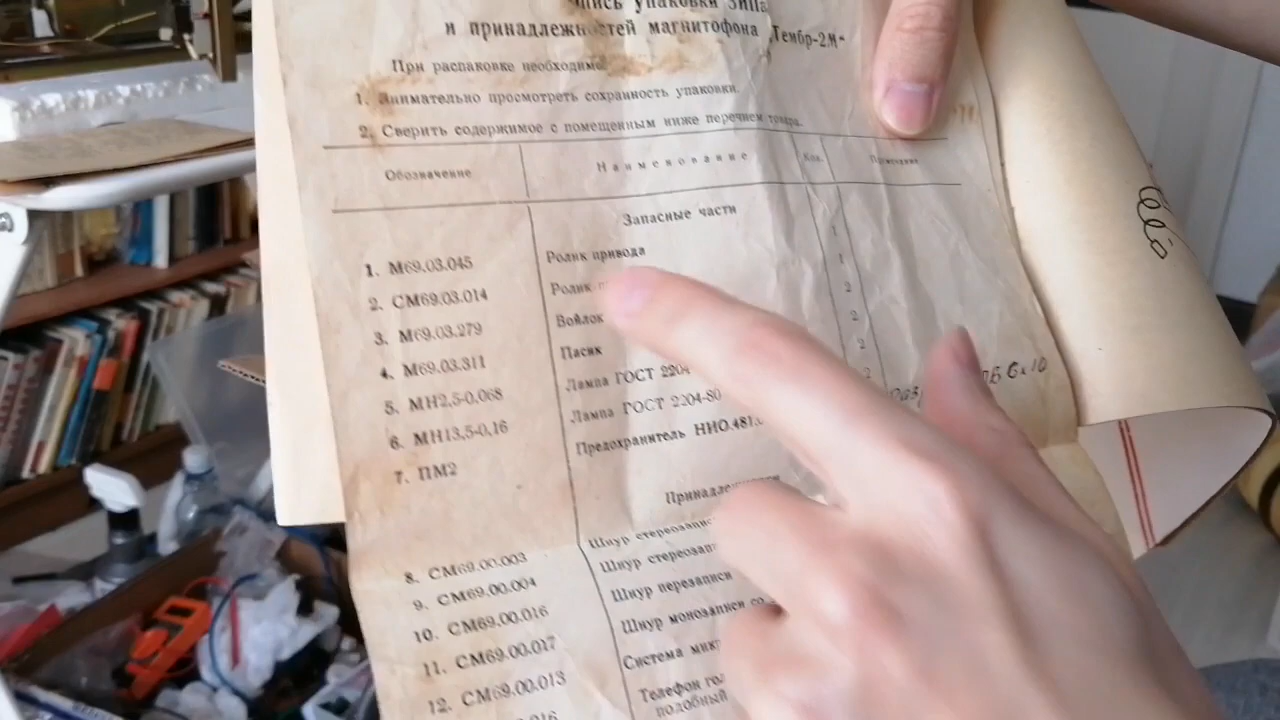 упаковки ЗИПа
и принадлежностей магнитофона „Тембр-2М“
При распаковке необходимо
1. Внимательно просмотреть сохранность упаковки.
2. Сверить содержимое с помещенным ниже перечнем товара.
Обозначение Наименование Кол. Примечание
Запасные части
1. М69.03.045 Ролик привода 1
2. СМ69.03.014 Ролик 1
3. М69.03.279 Войлок 2
4. М69.03.311 Пасик 2
5. МН2,5-0,068 Лампа ГОСТ 2204 2
6. МН13,5-0,16 Лампа ГОСТ 2204-80 2
7. ПМ2 Предохранитель НИО.481.
8. СМ69.00.003 Шнур
9. СМ69.00.004 Шнур
10. СМ69.00.016 Шнур перезаписи
11. СМ69.00.017 Шнур монозаписи со
12. СМ69.00.013 Система
Телефон
подобный